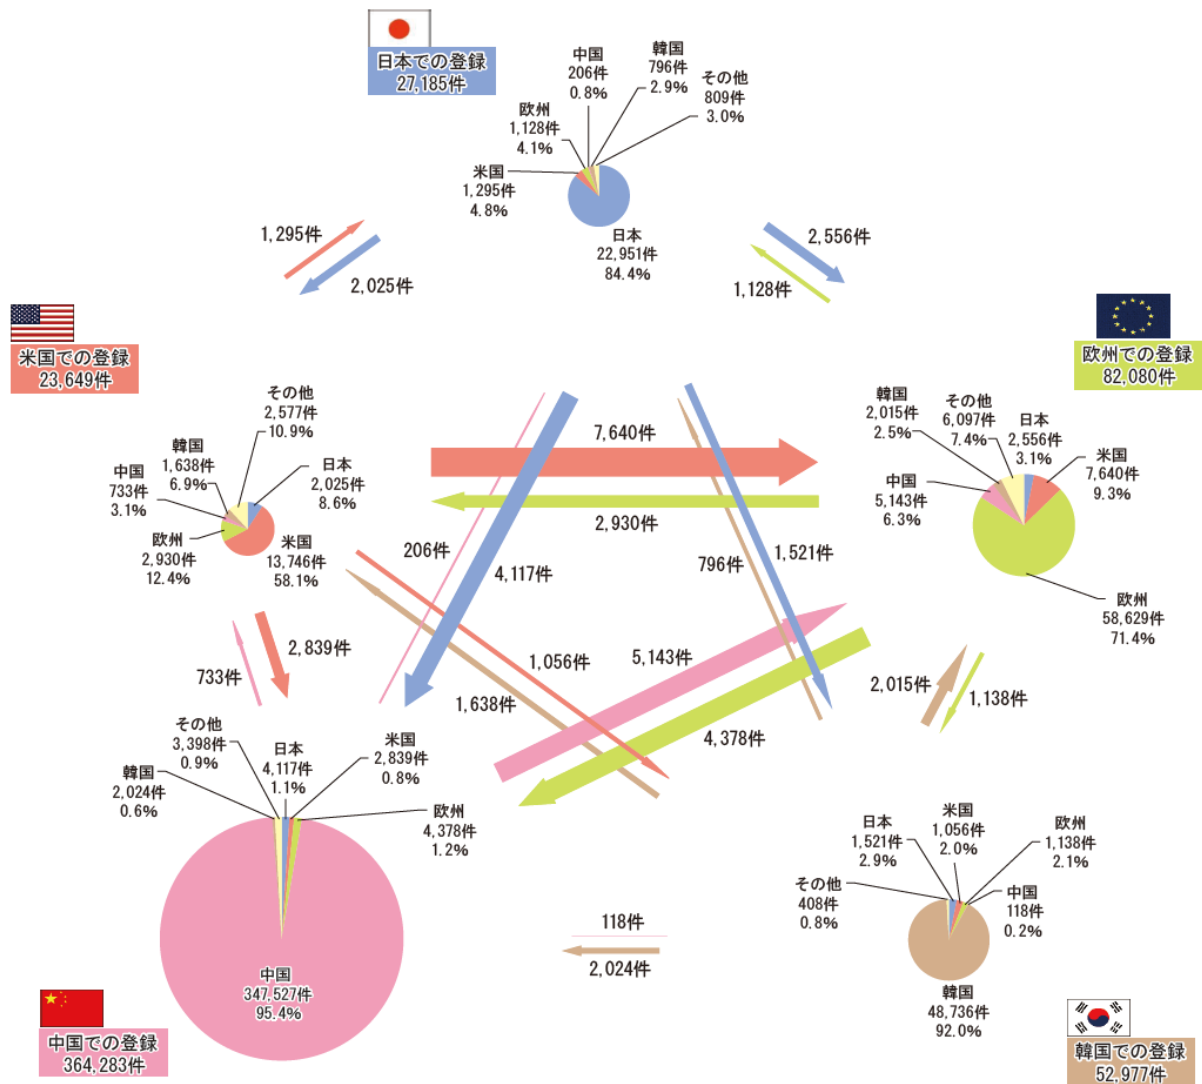 日本での登録
27,185件
中国
206件
0.8%
韓国
796件
2.9%
その他
809件
3.0%
欧州
1,128件
4.1%
米国
1,295件
4.8%
日本
22,951件
84.4%
1,295件
2,025件
2,556件
1,128件
米国での登録
23,649件
欧州での登録
82,080件
その他
2,577件
10.9%
韓国
1,638件
6.9%
中国
733件
3.1%
日本
2,025件
8.6%
欧州
2,930件
12.4%
米国
13,746件
58.1%
7,640件
2,930件
韓国
2,015件
2.5%
その他
6,097件
7.4%
日本
2,556件
3.1%
米国
7,640件
9.3%
中国
5,143件
6.3%
欧州
58,629件
71.4%
206件
4,117件
796件
1,521件
2,839件
733件
1,056件
1,638件
5,143件
4,378件
2,015件
1,138件
その他
3,398件
0.9%
日本
4,117件
1.1%
米国
2,839件
0.8%
韓国
2,024件
0.6%
欧州
4,378件
1.2%
中国
347,527件
95.4%
中国での登録
364,283件
118件
2,024件
日本
1,521件
2.9%
米国
1,056件
2.0%
欧州
1,138件
2.1%
その他
408件
0.8%
中国
118件
0.2%
韓国
48,736件
92.0%
韓国での登録
52,977件